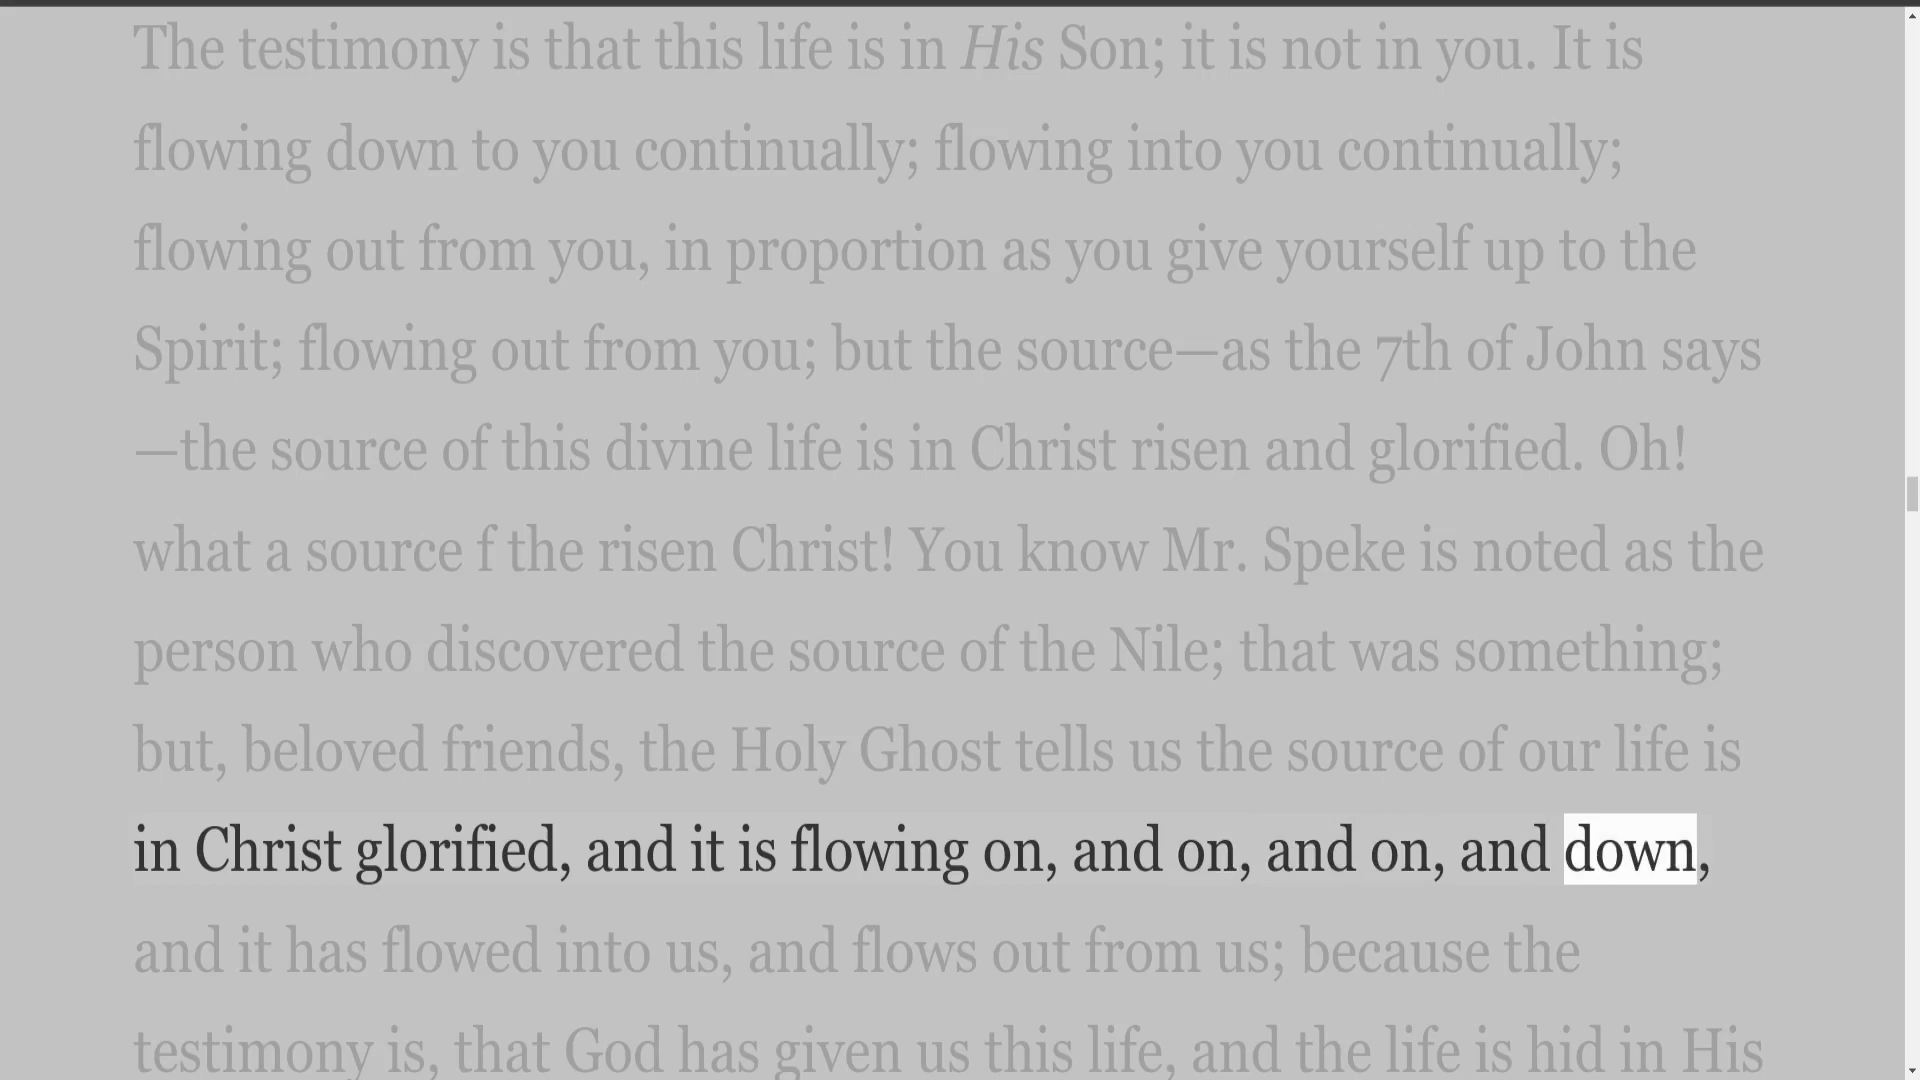 The testimony is that this life is in His Son; it is not in you. It is
flowing down to you continually; flowing into you continually;
flowing out from you, in proportion as you give yourself up to the
Spirit; flowing out from you; but the source—as the 7th of John says
—the source of this divine life is in Christ risen and glorified. Oh!
what a source f the risen Christ! You know Mr. Speke is noted as the
person who discovered the source of the Nile; that was something;
but, beloved friends, the Holy Ghost tells us the source of our life is
in Christ glorified, and it is flowing on, and on, and on, and down,
and it has flowed into us, and flows out from us; because the
testimony is, that God has given us this life, and the life is hid in His